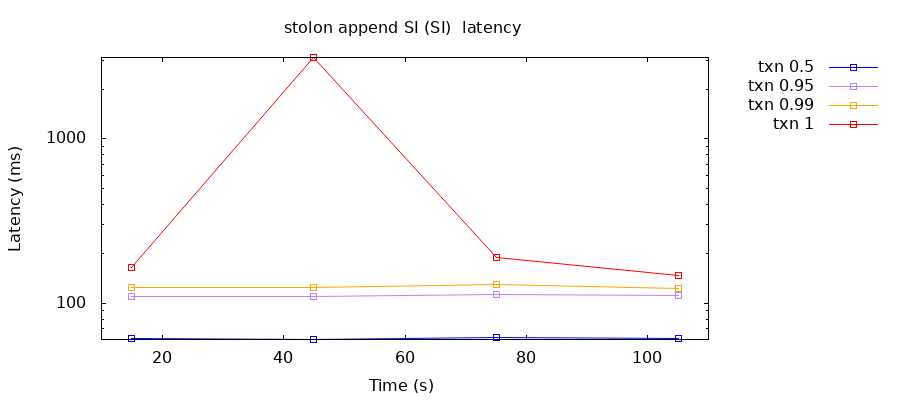 stolon append SI (SI)  latency
txn 0.5
txn 0.95
txn 0.99
txn 1
Latency (ms)
1000
100
20 40 60 80 100
Time (s)